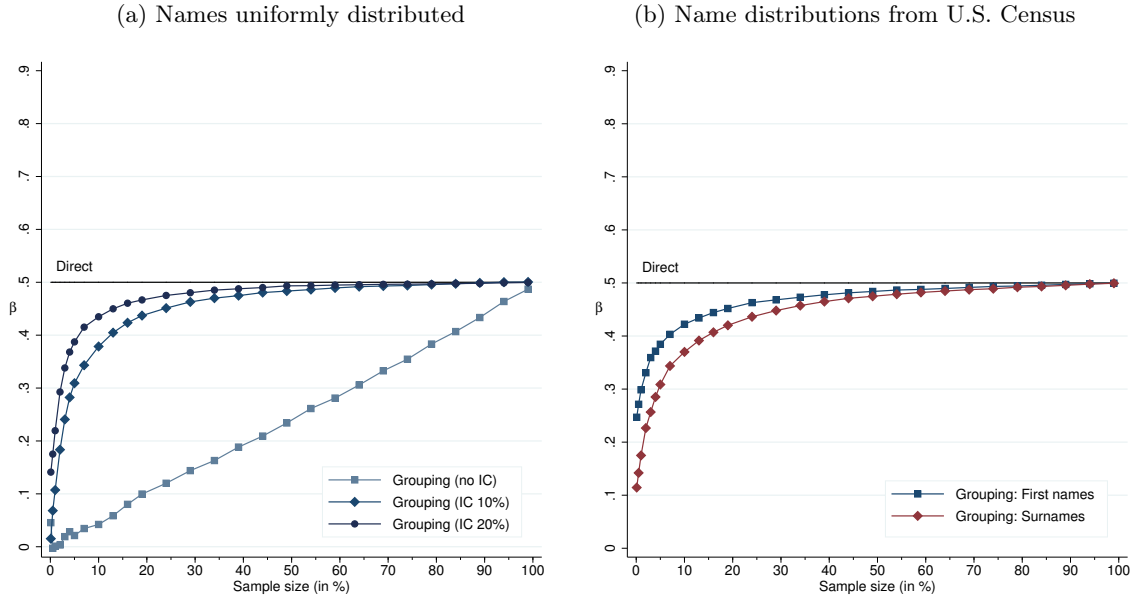 (a) Names uniformly distributed
.9
.8
.7
.6
.5
.4
.3
.2
.1
0
β
Direct
Grouping (no IC)
Grouping (IC 10%)
Grouping (IC 20%)
0 10 20 30 40 50 60 70 80 90 100
Sample size (in %)
(b) Name distributions from U.S. Census
.9
.8
.7
.6
.5
.4
.3
.2
.1
0
β
Direct
Grouping: First names
Grouping: Surnames
0 10 20 30 40 50 60 70 80 90 100
Sample size (in %)